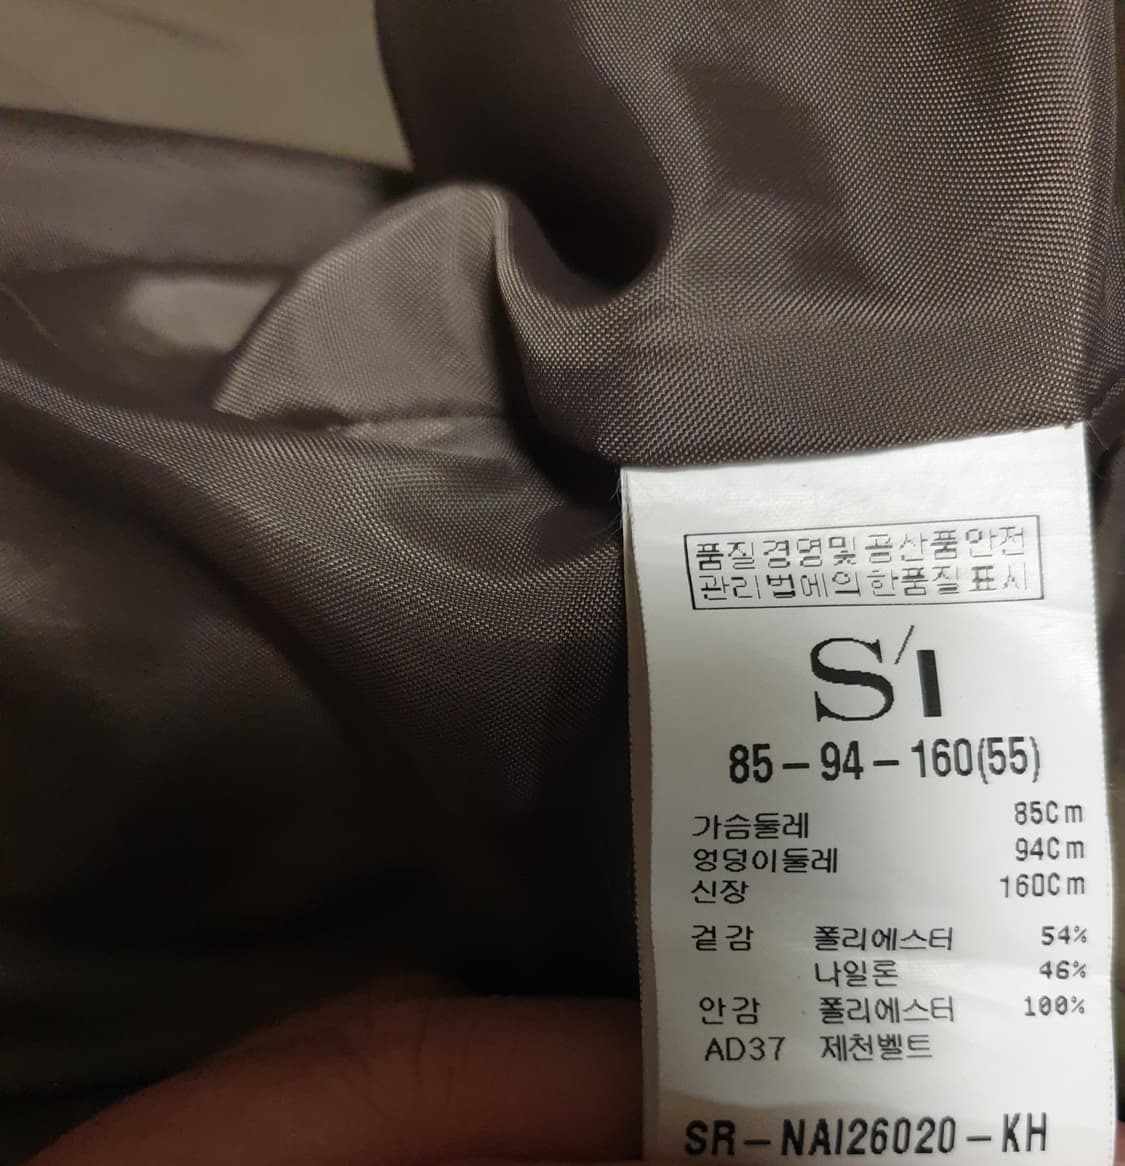 품질경영및공산품안전
관리법에의한품질표시
S/I
85-94-160(55)
가슴둘레 85Cm
엉덩이둘레 94Cm
신장 160Cm
겉감 폴리에스터 54%
나일론 46%
안감 폴리에스터 100%
AD37 제천벨트
SR-NAI26020-KH